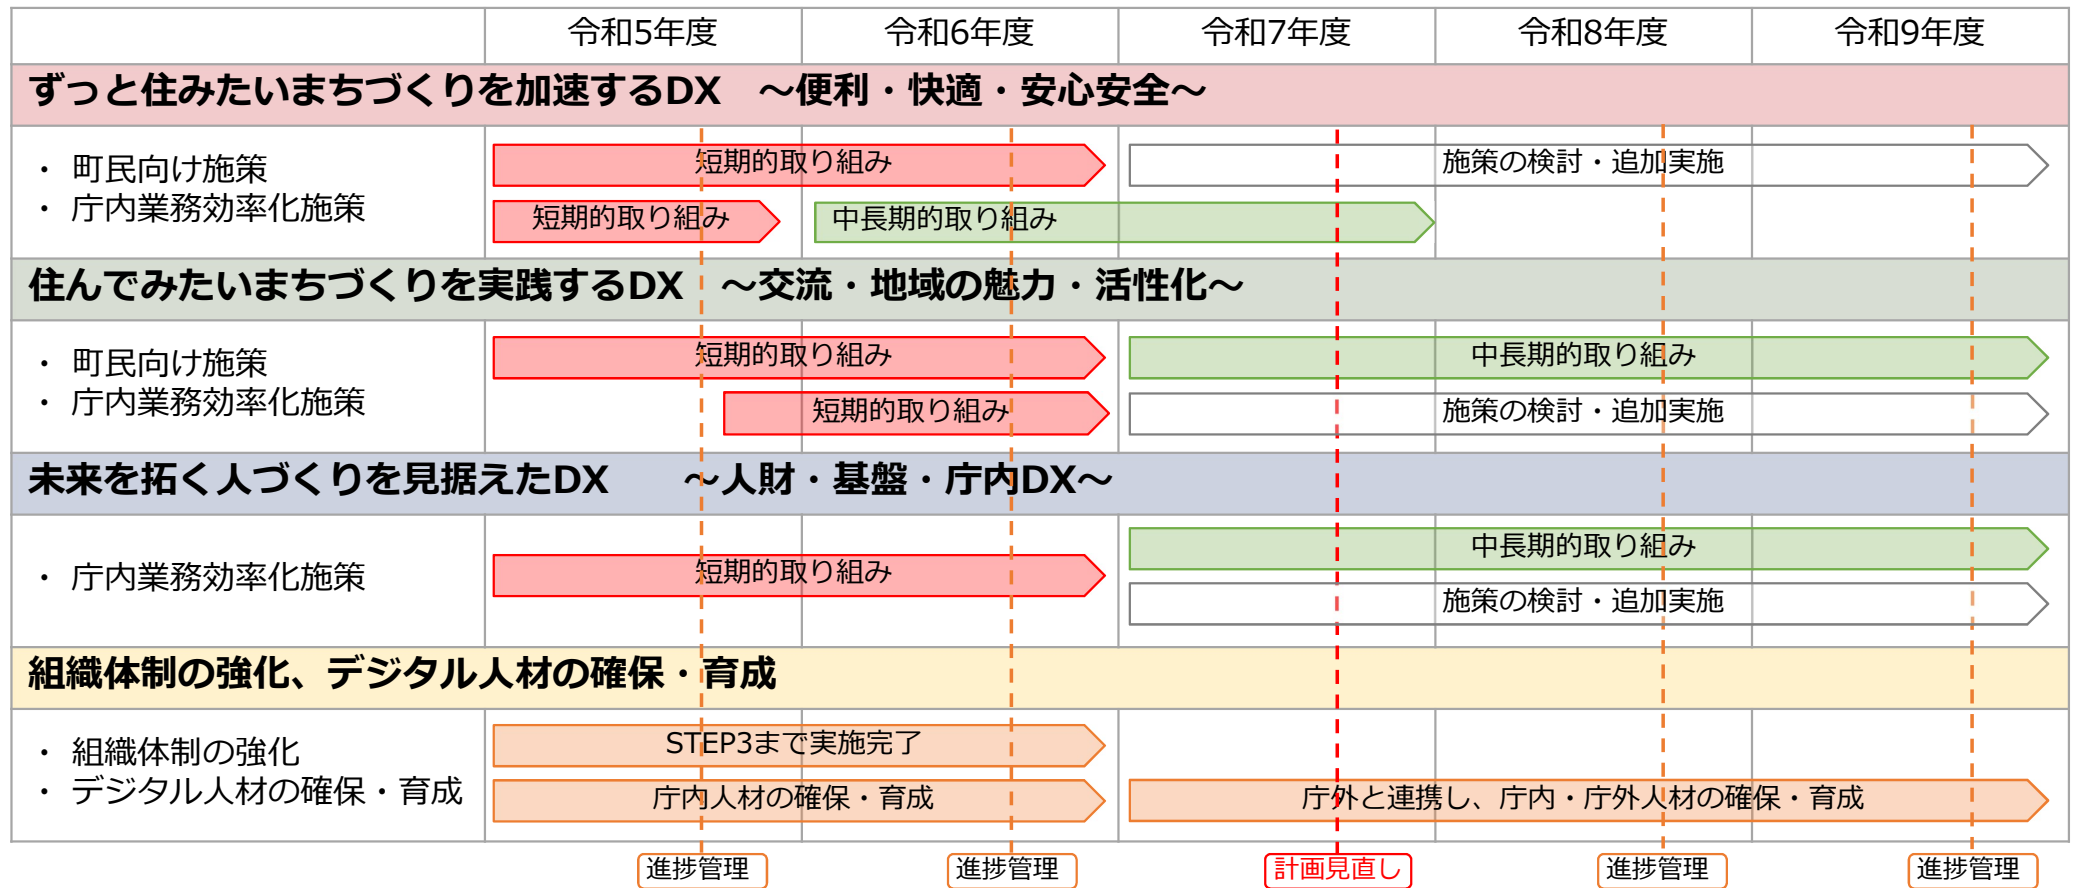 令和5年度 令和6年度 令和7年度 令和8年度 令和9年度
ずっと住みたいまちづくりを加速するDX　～便利・快適・安心安全～
・ 町民向け施策
・ 庁内業務効率化施策
短期的取り組み 施策の検討・追加実施
短期的取り組み 中長期的取り組み
住んでみたいまちづくりを実践するDX　～交流・地域の魅力・活性化～
・ 町民向け施策
・ 庁内業務効率化施策
短期的取り組み 中長期的取り組み
短期的取り組み 施策の検討・追加実施
未来を拓く人づくりを見据えたDX　　～人財・基盤・庁内DX～
・ 庁内業務効率化施策
短期的取り組み
中長期的取り組み
施策の検討・追加実施
組織体制の強化、デジタル人材の確保・育成
・ 組織体制の強化
・ デジタル人材の確保・育成
STEP3まで実施完了
庁内人材の確保・育成 庁外と連携し、庁内・庁外人材の確保・育成
進捗管理 進捗管理 計画見直し 進捗管理 進捗管理